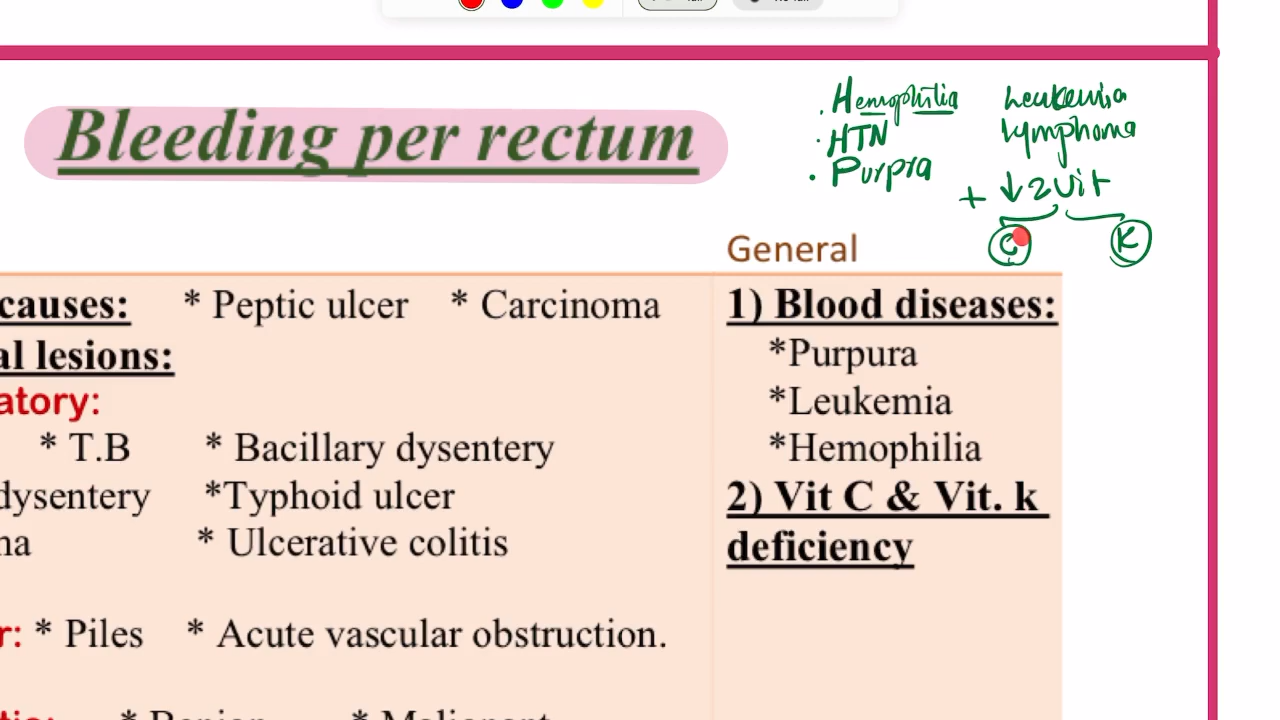 Bleeding per rectum
. Hemophilia
· HTN
. Purpra
Leukemia
lymphoma
+ ↓ 2 vit
C K
General
causes: * Peptic ulcer * Carcinoma
al lesions:
atory:
* T.B * Bacillary dysentery
dysentery *Typhoid ulcer
na * Ulcerative colitis
r: * Piles * Acute vascular obstruction.
1) Blood diseases:
*Purpura
*Leukemia
*Hemophilia
2) Vit C & Vit. k
deficiency